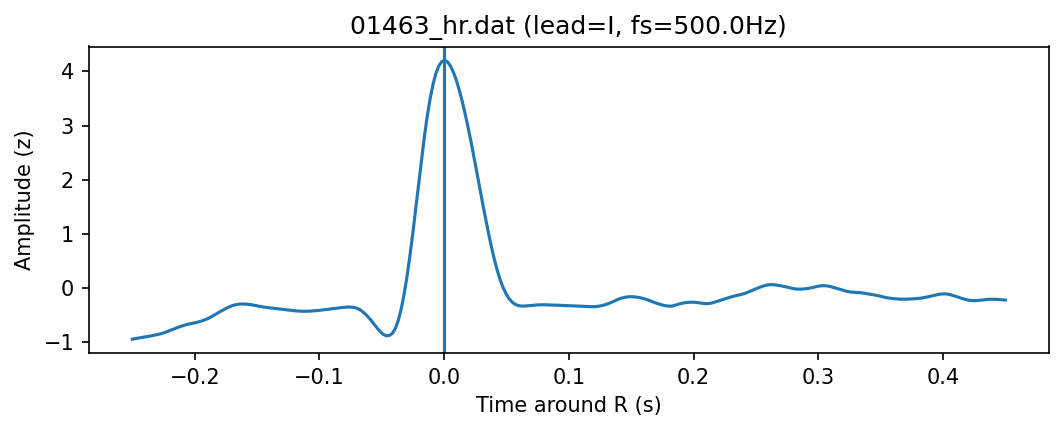 01463_hr.dat (lead=I, fs=500.0Hz)
Amplitude (z)
4
3
2
1
0
−1
−0.2 −0.1 0.0 0.1 0.2 0.3 0.4
Time around R (s)